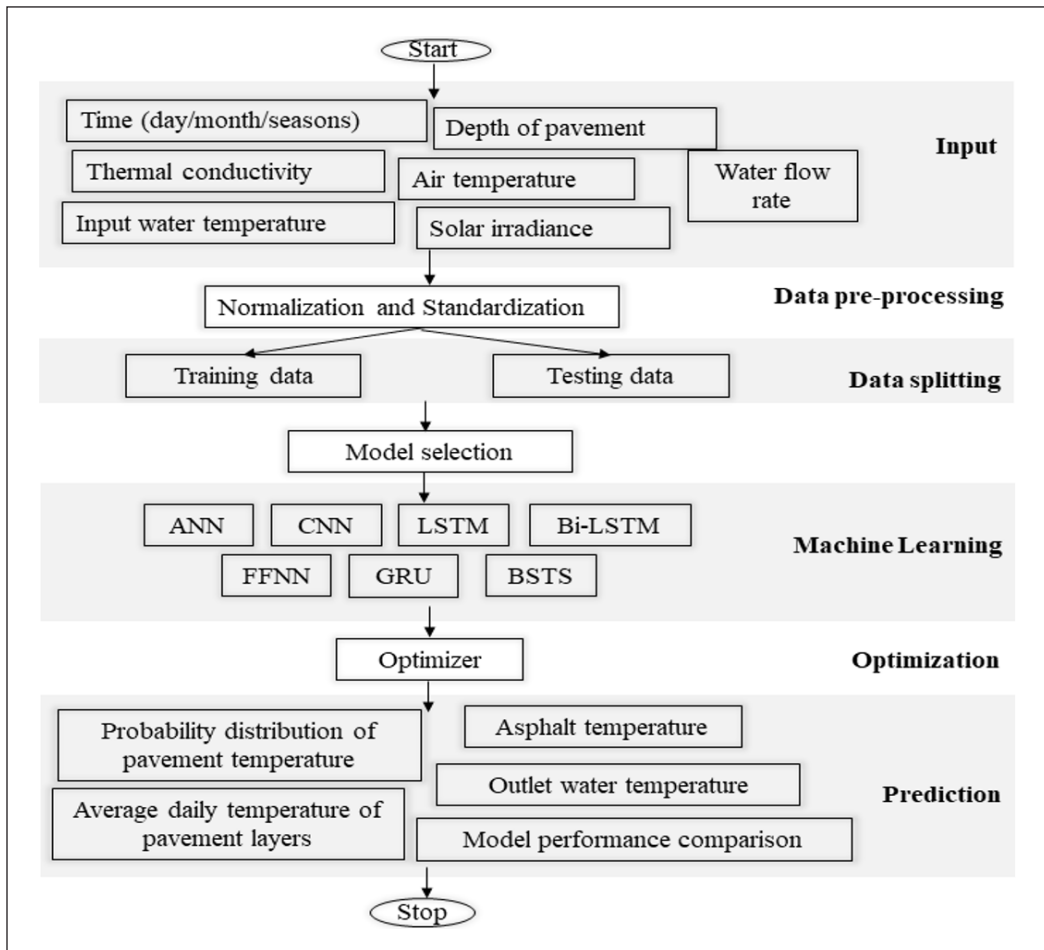 Start
Time (day/month/seasons)
Depth of pavement
Input
Thermal conductivity
Air temperature
Water flow
rate
Input water temperature
Solar irradiance
Data pre-processing
Normalization and Standardization
Training data
Testing data
Data splitting
Model selection
ANN
CNN
LSTM
Bi-LSTM
Machine Learning
FFNN
GRU
BSTS
Optimizer
Optimization
Probability distribution of
pavement temperature
Asphalt temperature
Outlet water temperature
Prediction
Average daily temperature of
pavement layers
Model performance comparison
Stop